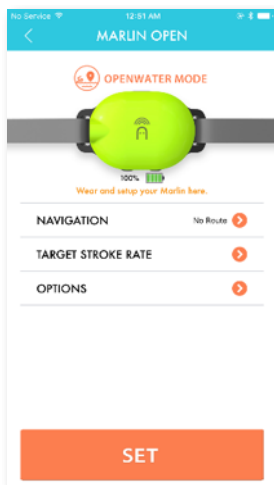 No Service 12:51 AM
MARLIN OPEN
OPENWATER MODE
100%
Wear and setup your Marlin here.
NAVIGATION No Route
TARGET STROKE RATE
OPTIONS
SET